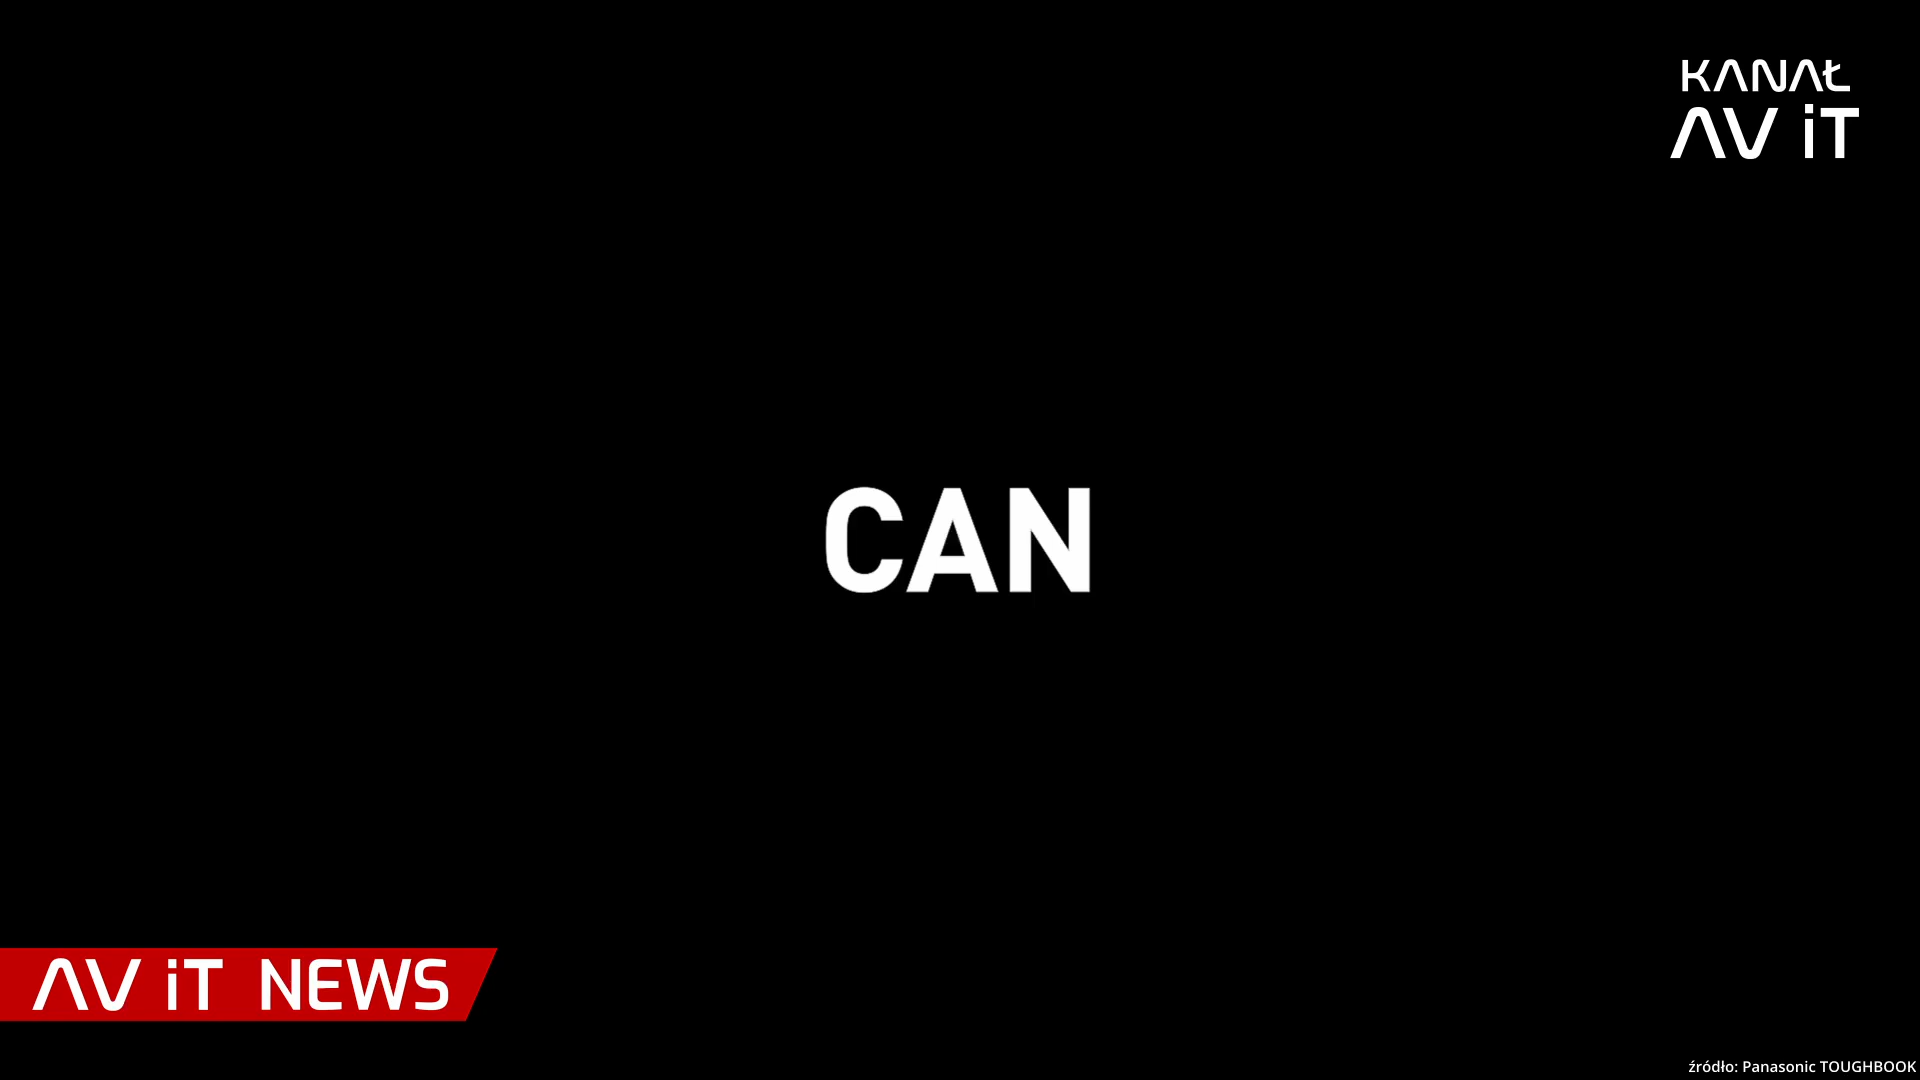 KANAŁ
AV iT
CAN
AV iT NEWS
źródło: Panasonic TOUGHBOOK